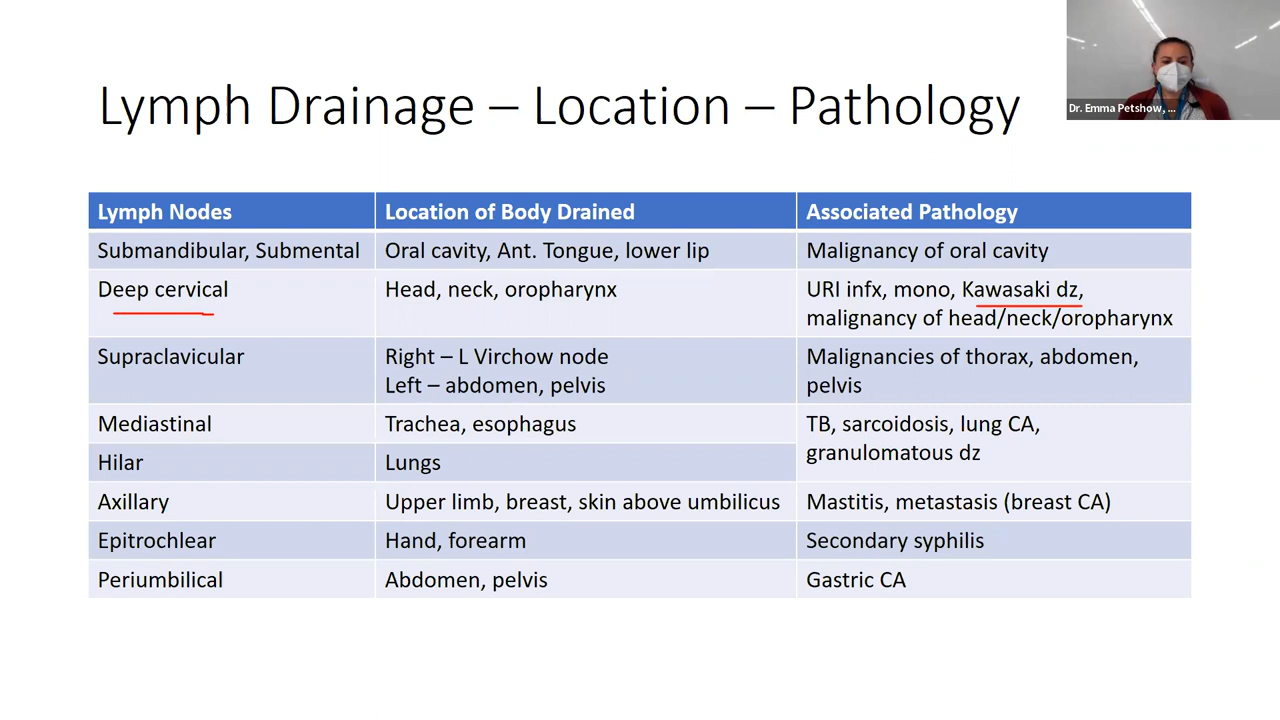 Lymph Drainage – Location – Pathology
Dr. Emma Petshow, ...
Lymph Nodes
Location of Body Drained
Associated Pathology
Submandibular, Submental
Oral cavity, Ant. Tongue, lower lip
Malignancy of oral cavity
Deep cervical
Head, neck, oropharynx
URI infx, mono, Kawasaki dz,
malignancy of head/neck/oropharynx
Supraclavicular
Right – L Virchow node
Left – abdomen, pelvis
Malignancies of thorax, abdomen,
pelvis
Mediastinal
Trachea, esophagus
TB, sarcoidosis, lung CA,
granulomatous dz
Hilar
Lungs
Axillary
Upper limb, breast, skin above umbilicus
Mastitis, metastasis (breast CA)
Epitrochlear
Hand, forearm
Secondary syphilis
Periumbilical
Abdomen, pelvis
Gastric CA